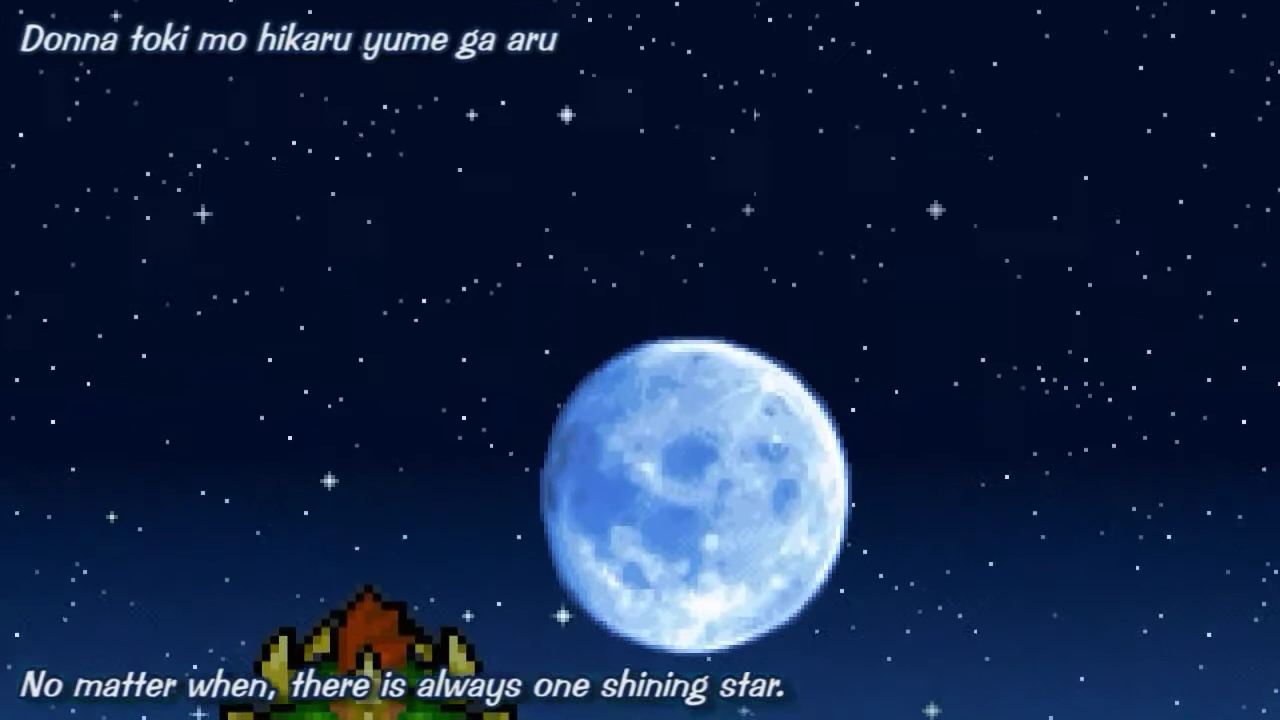 Donna toki mo hikaru yume ga aru
No matter when, there is always one shining star.